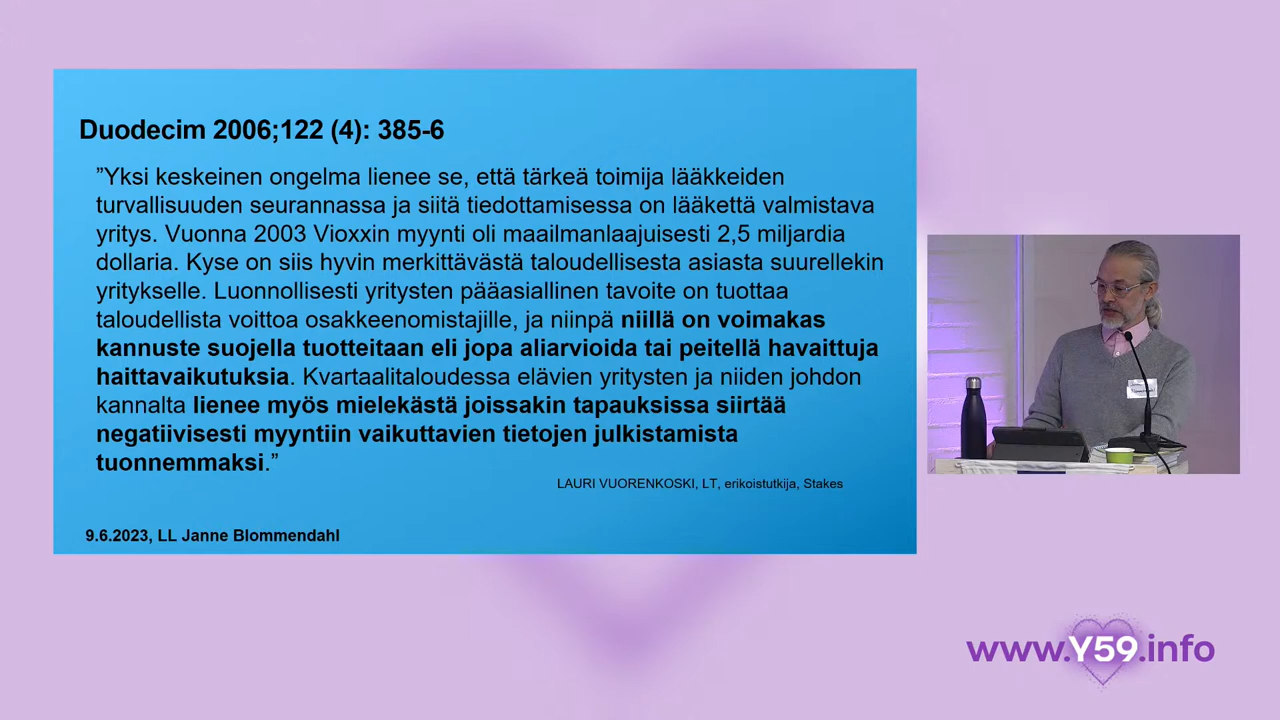 Duodecim 2006;122 (4): 385-6
”Yksi keskeinen ongelma lienee se, että tärkeä toimija lääkkeiden
turvallisuuden seurannassa ja siitä tiedottamisessa on lääkettä valmistava
yritys. Vuonna 2003 Vioxxin myynti oli maailmanlaajuisesti 2,5 miljardia
dollaria. Kyse on siis hyvin merkittävästä taloudellisesta asiasta suurellekin
yritykselle. Luonnollisesti yritysten pääasiallinen tavoite on tuottaa
taloudellista voittoa osakkeenomistajille, ja niinpä niillä on voimakas
kannuste suojella tuotteitaan eli jopa aliarvioida tai peitellä havaittuja
haittavaikutuksia. Kvartaalitaloudessa elävien yritysten ja niiden johdon
kannalta lienee myös mielekästä joissakin tapauksissa siirtää
negatiivisesti myyntiin vaikuttavien tietojen julkistamista
tuonnemmaksi.”
LAURI VUORENKOSKI, LT, erikoistutkija, Stakes
9.6.2023, LL Janne Blommendahl
www.Y59.info